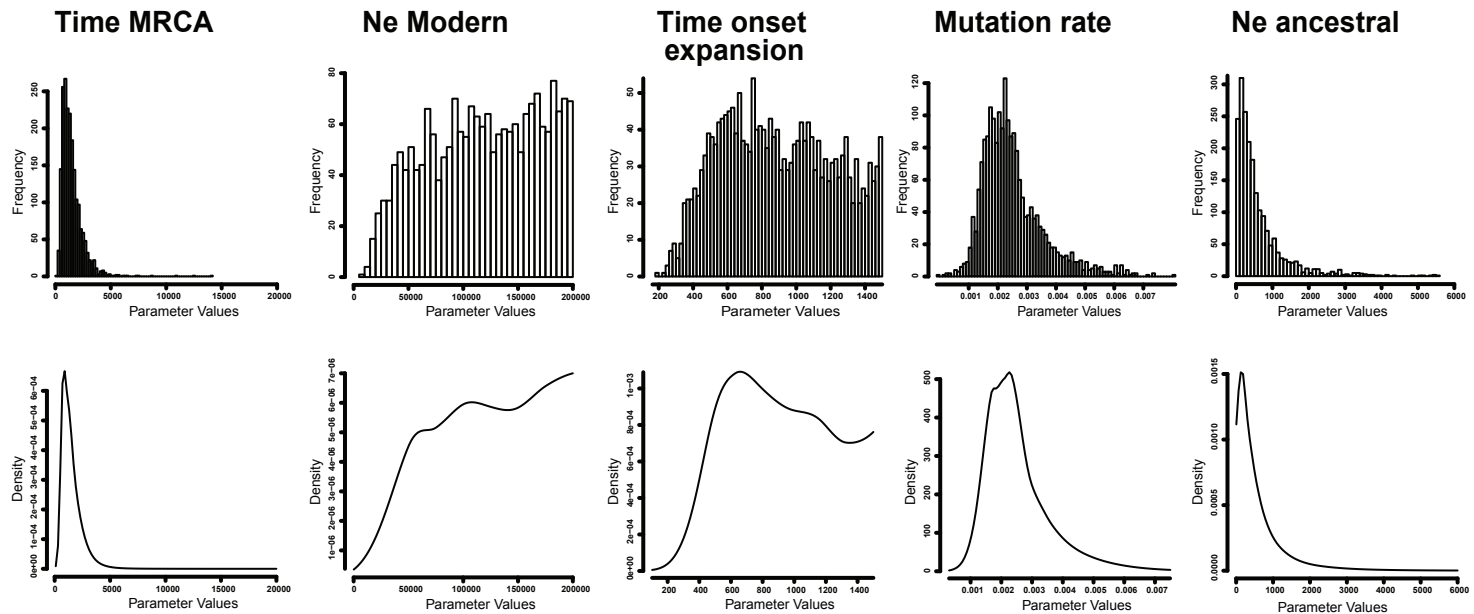 Time MRCA
Ne Modern
Time onset
expansion
Mutation rate
Ne ancestral
Frequency
0 50 100 150 200 250
0 5000 10000 15000 20000
Parameter Values
Frequency
0 20 40 60 80
0 50000 100000 150000 200000
Parameter Values
Frequency
0 10 20 30 40 50
200 400 600 800 1000 1200 1400
Parameter Values
Frequency
0 20 40 60 80 100 120
0.001 0.002 0.003 0.004 0.005 0.006 0.007
Parameter Values
Frequency
0 50 100 150 200 250 300
0 1000 2000 3000 4000 5000 6000
Parameter Values
Density
0e+00 1e-04 2e-04 3e-04 4e-04 5e-04 6e-04
0 5000 10000 15000 20000
Parameter Values
Density
1e-06 2e-06 3e-06 4e-06 5e-06 6e-06 7e-06
0 50000 100000 150000 200000
Parameter Values
Density
0e+00 2e-04 4e-04 6e-04 8e-04 1e-03
200 400 600 800 1000 1200 1400
Parameter Values
Density
0 100 200 300 400 500
0.001 0.002 0.003 0.004 0.005 0.006 0.007
Parameter Values
Density
0.0000 0.0005 0.0010 0.0015
0 1000 2000 3000 4000 5000 6000
Parameter Values